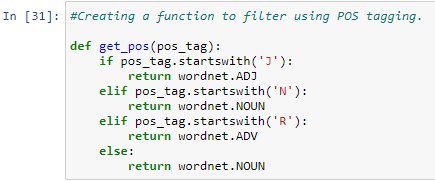 In [31]: #Creating a function to filter using POS tagging.
def get_pos(pos_tag):
    if pos_tag.startswith('J'):
        return wordnet.ADJ
    elif pos_tag.startswith('N'):
        return wordnet.NOUN
    elif pos_tag.startswith('R'):
        return wordnet.ADV
    else:
        return wordnet.NOUN